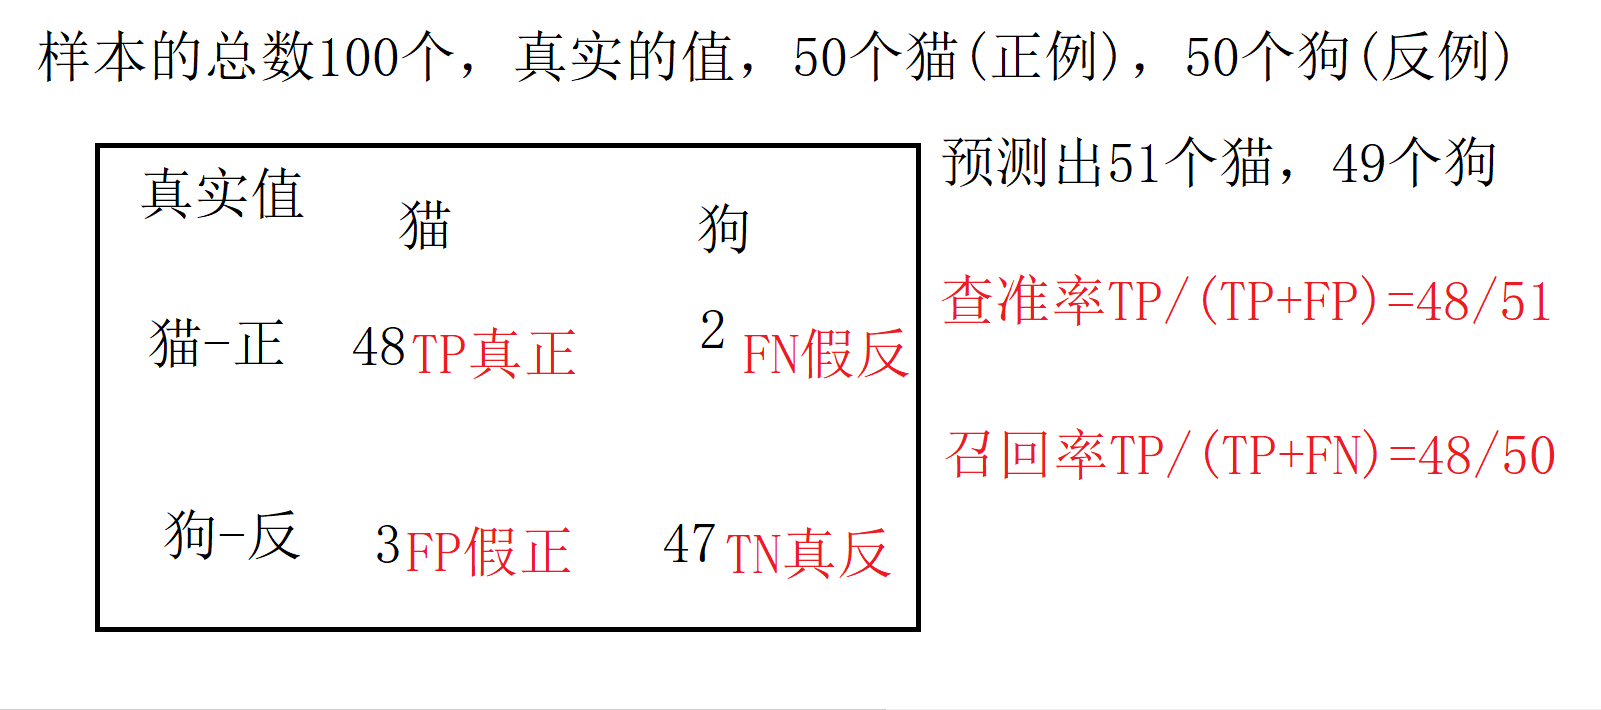 样本的总数100个，真实的值，50个猫(正例)，50个狗(反例)
预测出51个猫，49个狗
真实值 猫 狗
查准率TP/(TP+FP)=48/51
猫-正 48 TP真正 2 FN假反
召回率TP/(TP+FN)=48/50
狗-反 3 FP假正 47 TN真反